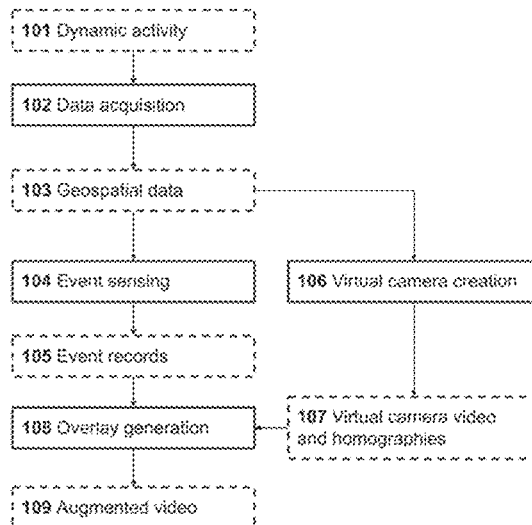 101 Dynamic activity
102 Data acquisition
103 Geospatial data
104 Event sensing
106 Virtual camera creation
105 Event records
108 Overlay generation
107 Virtual camera video
and homographies
109 Augmented video